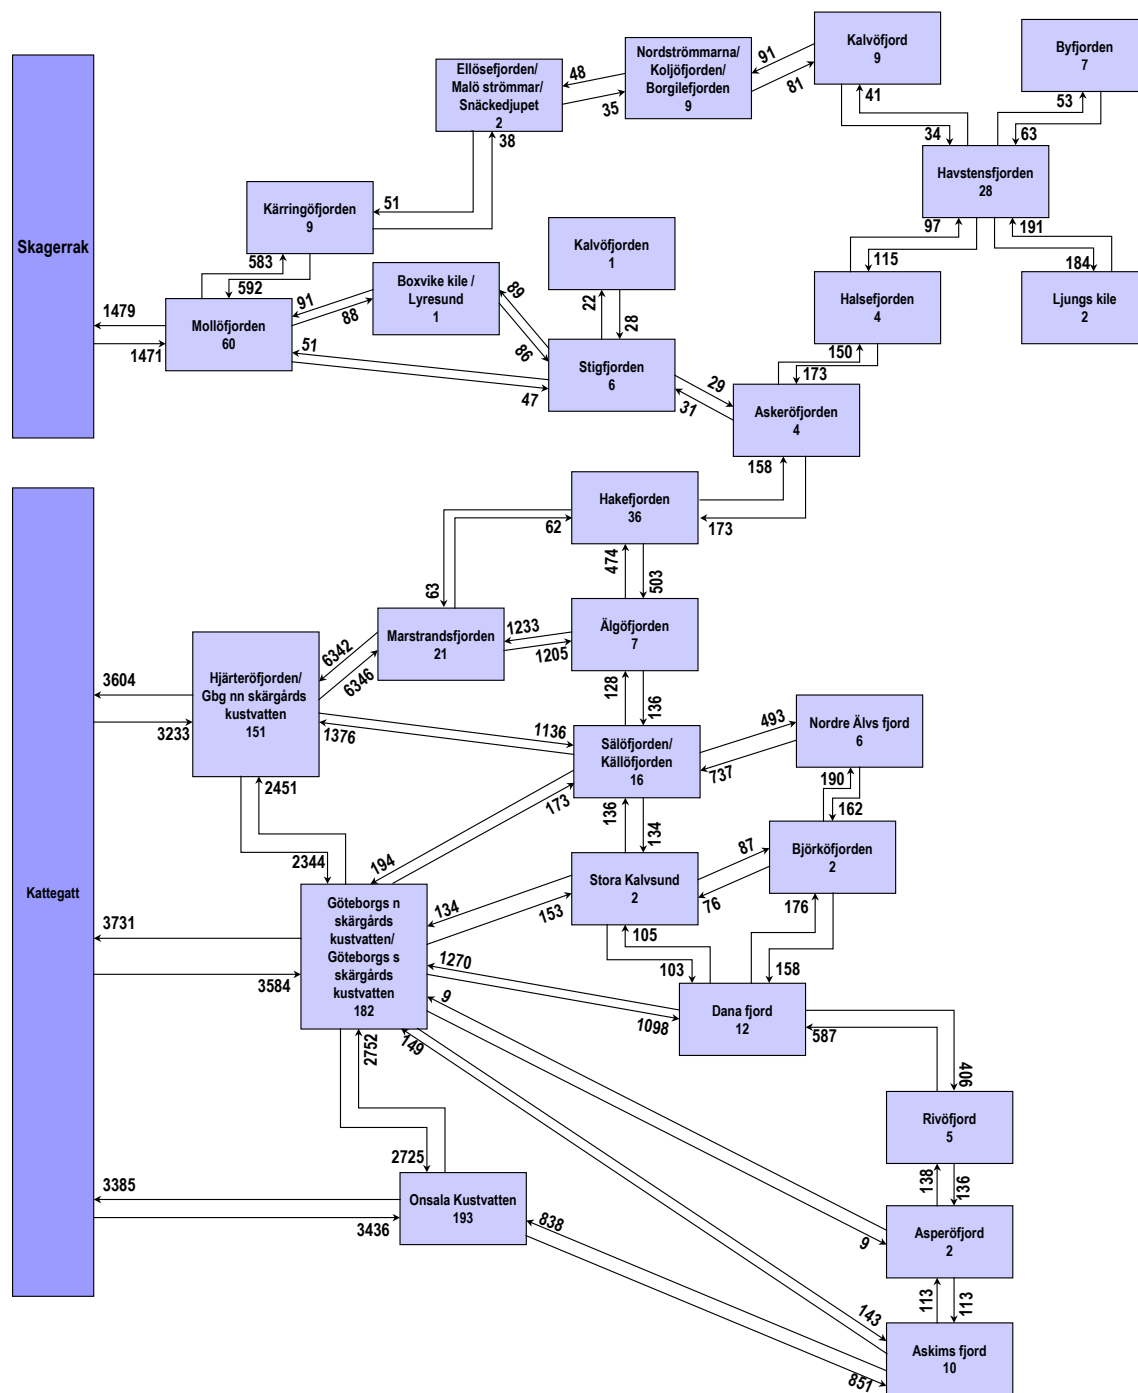 Kalvöfjord
9
Byfjorden
7
Nordströmmarna/
Koljöfjorden/
Borgilefjorden
9
Ellösefjorden/
Malö strömmar/
Snäckedjupet
2
91
81
48
35
41
34
53
63
38
Havstensfjorden
28
51
Kärringöfjorden
9
97
191
115
184
Skagerrak
Kalvöfjorden
1
583
592
Boxvike kile /
Lyresund
1
Halsefjorden
4
Ljungs kile
2
1479
1471
Mollöfjorden
60
91
88
89
86
22
28
51
47
Stigfjorden
6
150
173
29
31
Askeröfjorden
4
158
173
Hakefjorden
36
62
63
474
503
Marstrandsfjorden
21
1233
1205
Älgöfjorden
7
6342
6346
Hjärteröfjorden/
Gbg nn skärgårds
kustvatten
151
3604
3233
128
136
1136
1376
493
737
Nordre Älvs fjord
6
Sälöfjorden/
Källöfjorden
16
2451
2344
173
194
136
134
190
162
87
76
Björköfjorden
2
Stora Kalvsund
2
Kattegatt
134
153
Göteborgs n
skärgårds
kustvatten/
Göteborgs s
skärgårds
kustvatten
182
3731
3584
105
103
176
158
1270
1098
9
Dana fjord
12
587
406
149
2752
Rivöfjord
5
2725
138
136
3385
3436
Onsala Kustvatten
193
838
9
Asperöfjord
2
113
113
143
851
Askims fjord
10